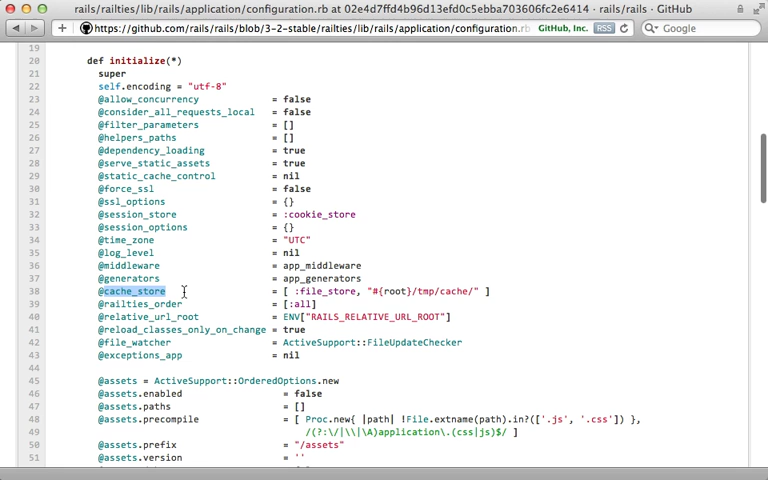 rails/railties/lib/rails/application/configuration.rb at 02e4d7ffd4b96d13efd0c5ebba703606fc2e6414 · rails/rails · GitHub
https://github.com/rails/rails/blob/3-2-stable/railties/lib/rails/application/configuration.rb GitHub, Inc. RSS Google
19
20 def initialize(*)
21 super
22 self.encoding = "utf-8"
23 @allow_concurrency = false
24 @consider_all_requests_local = false
25 @filter_parameters = []
26 @helpers_paths = []
27 @dependency_loading = true
28 @serve_static_assets = true
29 @static_cache_control = nil
30 @force_ssl = false
31 @ssl_options = {}
32 @session_store = :cookie_store
33 @session_options = {}
34 @time_zone = "UTC"
35 @log_level = nil
36 @middleware = app_middleware
37 @generators = app_generators
38 @cache_store = [ :file_store, "#{root}/tmp/cache/" ]
39 @railties_order = [:all]
40 @relative_url_root = ENV["RAILS_RELATIVE_URL_ROOT"]
41 @reload_classes_only_on_change = true
42 @file_watcher = ActiveSupport::FileUpdateChecker
43 @exceptions_app = nil
44
45 @assets = ActiveSupport::OrderedOptions.new
46 @assets.enabled = false
47 @assets.paths = []
48 @assets.precompile = [ Proc.new{ |path| !File.extname(path).in?(['.js', '.css']) },
49 /(?:\/|\\|\A)application\.(css|js)$/ ]
50 @assets.prefix = "/assets"
51 @assets.version = ''